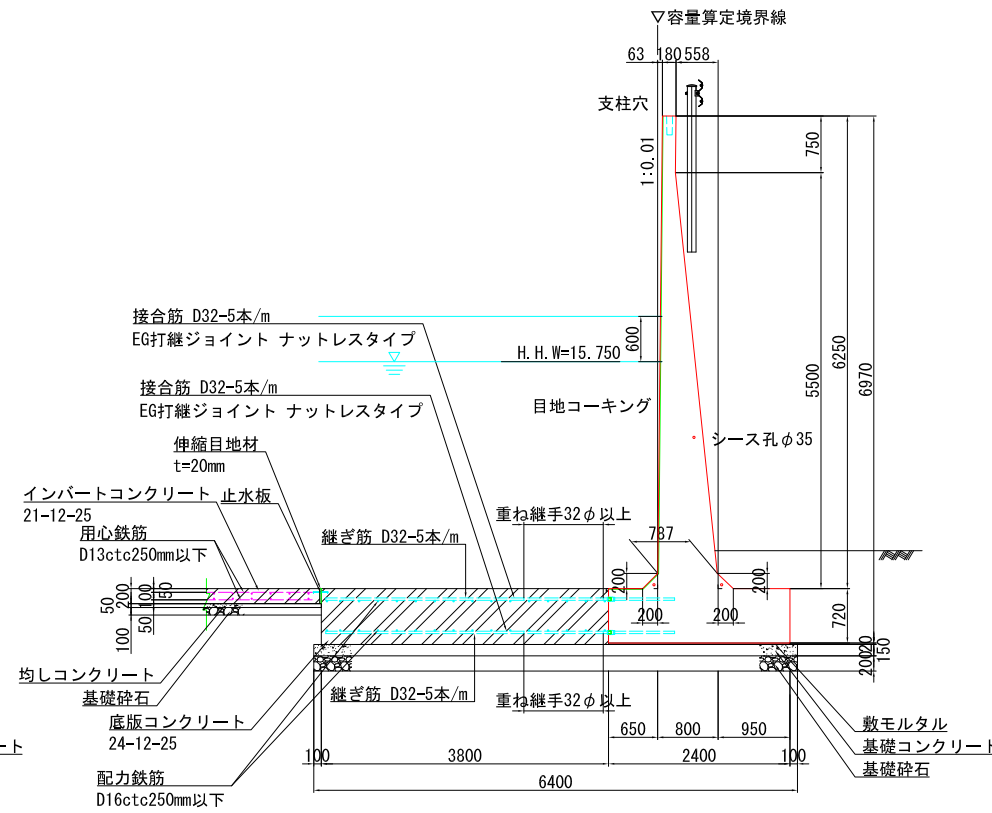 ▽容量算定境界線
63
180
558
支柱穴
1:0.01
750
5500
6250
6970
接合筋 D32-5本/m
EG打継ジョイント ナットレスタイプ
600
H.H.W=15.750
接合筋 D32-5本/m
EG打継ジョイント ナットレスタイプ
目地コーキング
シース孔φ35
伸縮目地材
t=20mm
インバートコンクリート
21-12-25
止水板
用心鉄筋
D13ctc250mm以下
継ぎ筋 D32-5本/m
重ね継手32φ以上
787
200
200
200
200
720
50
200
100
50
50
100
20
150
200
均しコンクリート
基礎砕石
底版コンクリート
24-12-25
配力鉄筋
D16ctc250mm以下
継ぎ筋 D32-5本/m
重ね継手32φ以上
650
800
950
100
3800
2400
100
6400
敷モルタル
基礎コンクリート
基礎砕石
ート